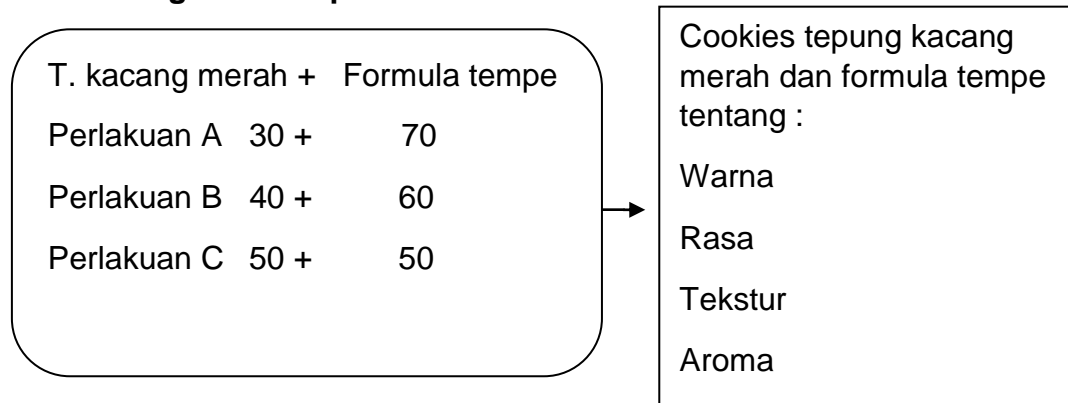 T. kacang merah + Formula tempe
Perlakuan A 30 + 70
Perlakuan B 40 + 60
Perlakuan C 50 + 50
Cookies tepung kacang
merah dan formula tempe
tentang :
Warna
Rasa
Tekstur
Aroma